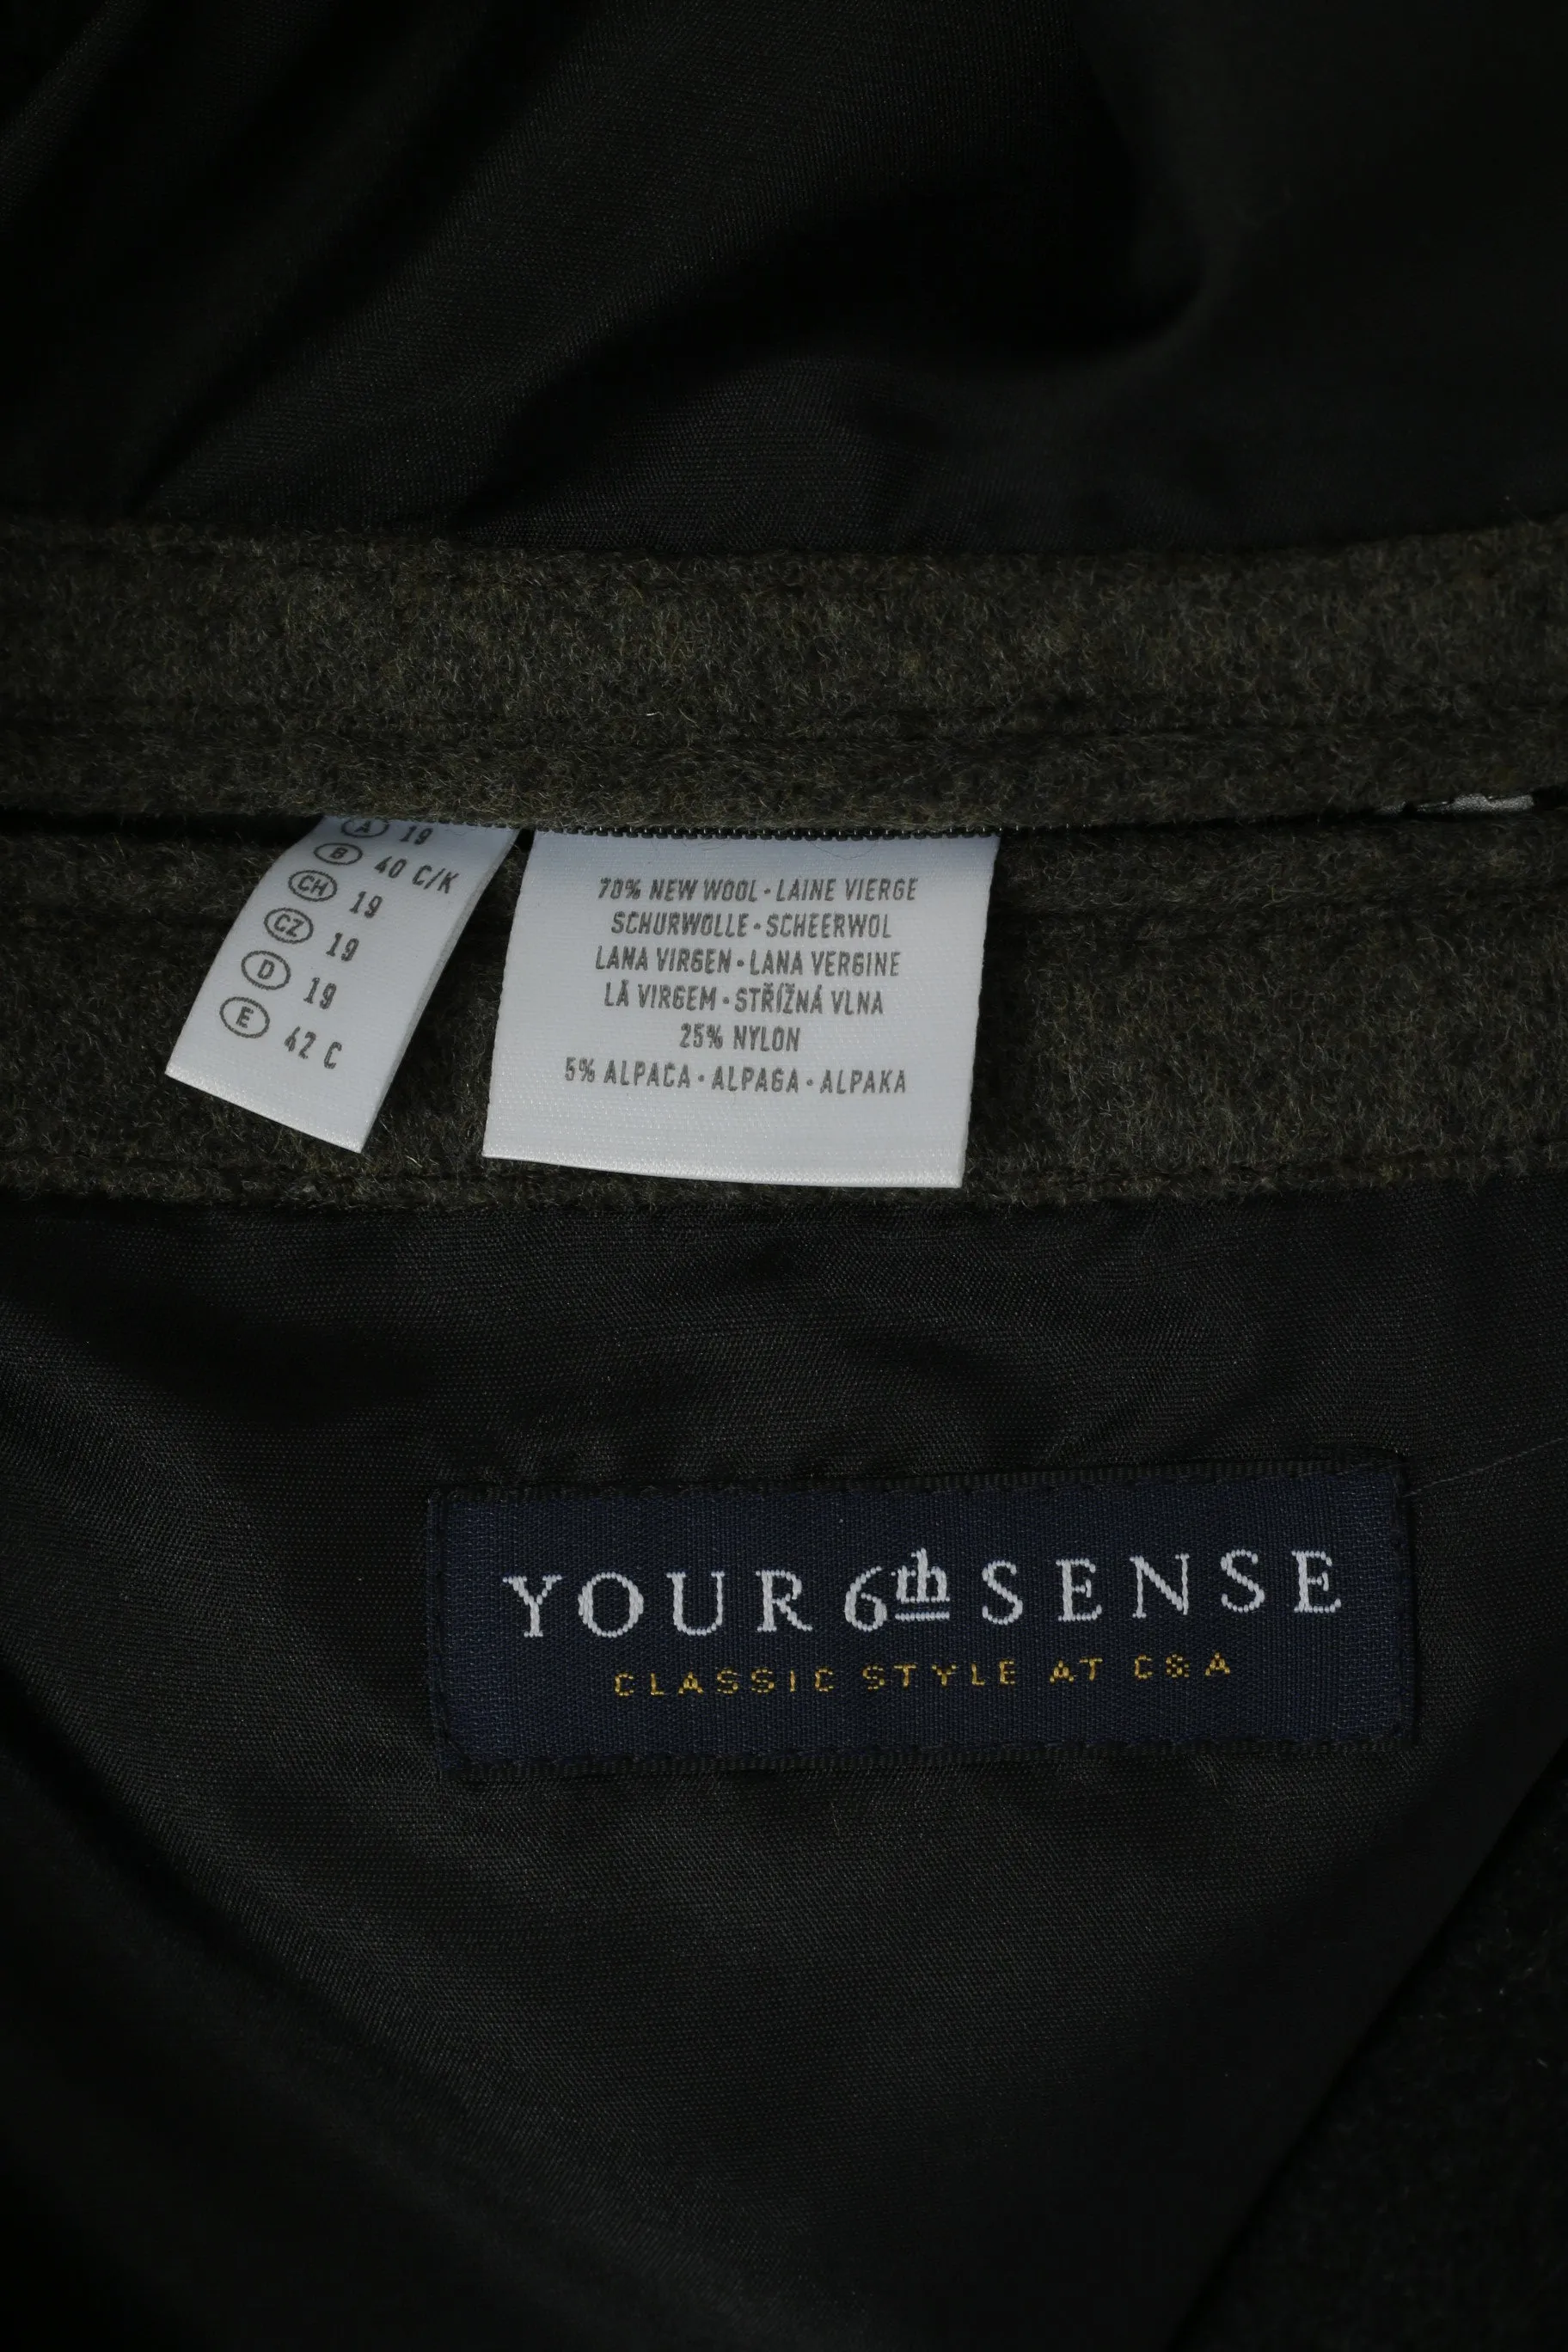 A 19
B 40 C/K
CH 19
CZ 19
D 19
E 42 C
70% NEW WOOL · LAINE VIERGE
SCHURWOLLE · SCHEERWOL
LANA VIRGEN · LANA VERGINE
LÃ VIRGEM · STŘÍŽNÁ VLNA
25% NYLON
5% ALPACA · ALPAGA · ALPAKA
YOUR 6th SENSE
CLASSIC STYLE AT C&A